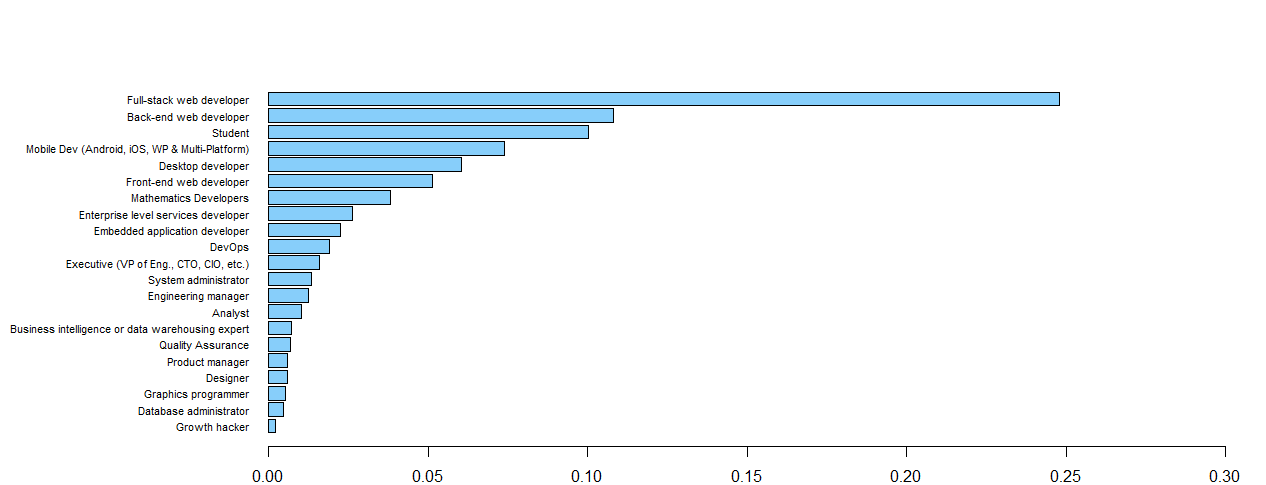 Full-stack web developer
Back-end web developer
Student
Mobile Dev (Android, iOS, WP & Multi-Platform)
Desktop developer
Front-end web developer
Mathematics Developers
Enterprise level services developer
Embedded application developer
DevOps
Executive (VP of Eng., CTO, CIO, etc.)
System administrator
Engineering manager
Analyst
Business intelligence or data warehousing expert
Quality Assurance
Product manager
Designer
Graphics programmer
Database administrator
Growth hacker
0.00 0.05 0.10 0.15 0.20 0.25 0.30